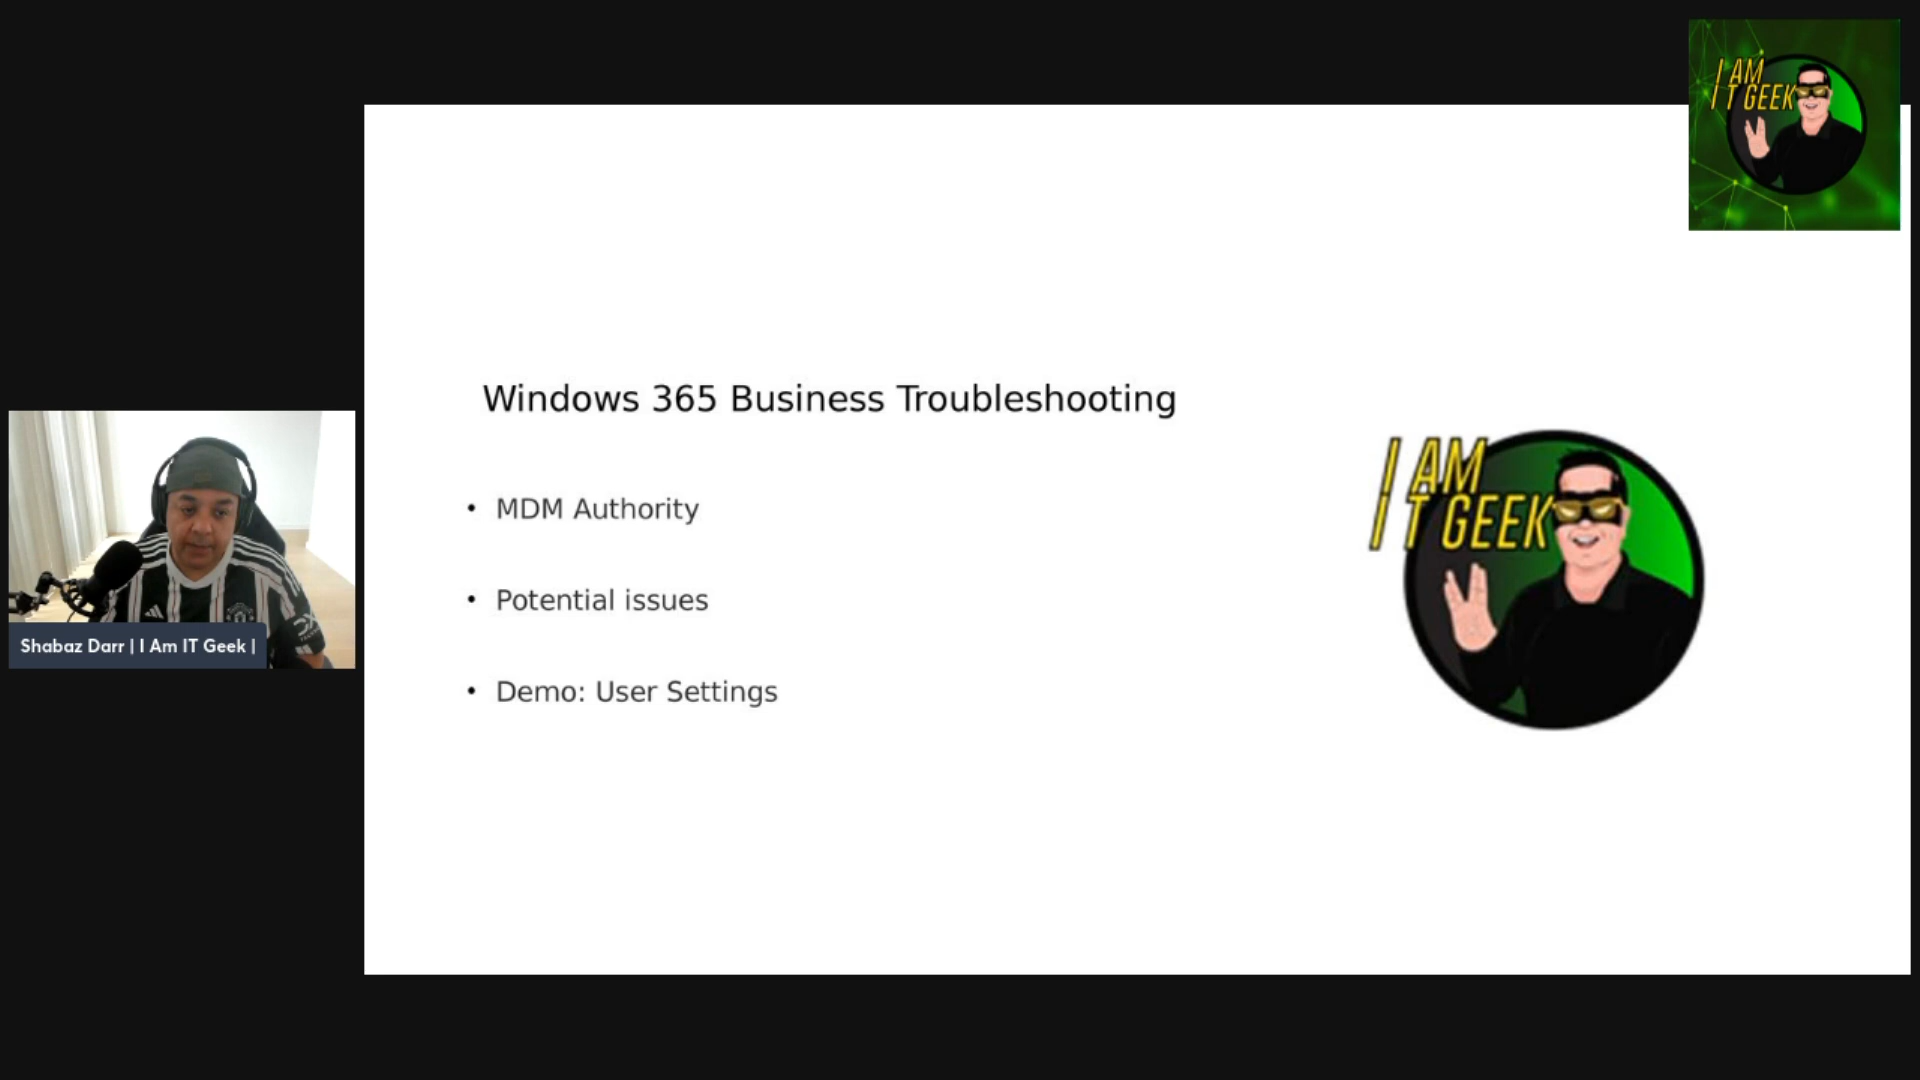 I AM
I T GEEK
Windows 365 Business Troubleshooting
• MDM Authority
• Potential issues
• Demo: User Settings
I AM
I T GEEK
Shabaz Darr | I Am IT Geek |